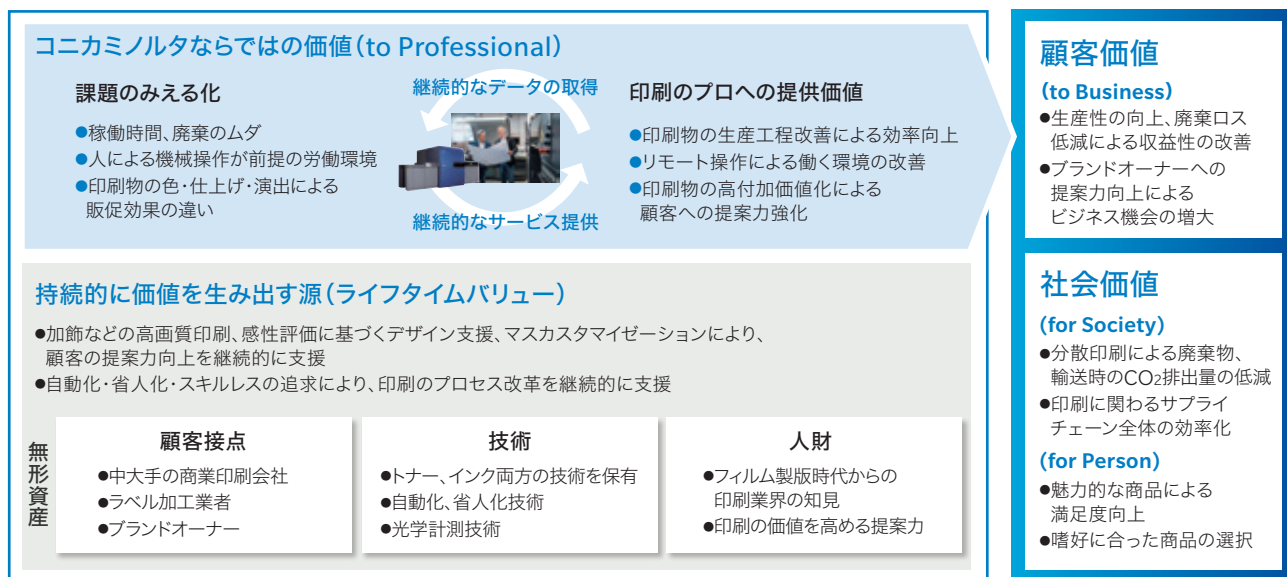 コニカミノルタならではの価値(to Professional)
課題のみえる化
●稼働時間、廃棄のムダ
●人による機械操作が前提の労働環境
●印刷物の色・仕上げ・演出による
販促効果の違い
継続的なデータの取得
継続的なサービス提供
印刷のプロへの提供価値
●印刷物の生産工程改善による効率向上
●リモート操作による働く環境の改善
●印刷物の高付加価値化による
顧客への提案力強化
持続的に価値を生み出す源(ライフタイムバリュー)
●加飾などの高画質印刷、感性評価に基づくデザイン支援、マスカスタマイゼーションにより、
顧客の提案力向上を継続的に支援
●自動化・省人化・スキルレスの追求により、印刷のプロセス改革を継続的に支援
無形資産
顧客接点
●中大手の商業印刷会社
●ラベル加工業者
●ブランドオーナー
技術
●トナー、インク両方の技術を保有
●自動化、省人化技術
●光学計測技術
人財
●フィルム製版時代からの
印刷業界の知見
●印刷の価値を高める提案力
顧客価値
(to Business)
●生産性の向上、廃棄ロス
低減による収益性の改善
●ブランドオーナーへの
提案力向上による
ビジネス機会の増大
社会価値
(for Society)
●分散印刷による廃棄物、
輸送時のCO₂排出量の低減
●印刷に関わるサプライ
チェーン全体の効率化
(for Person)
●魅力的な商品による
満足度向上
●嗜好に合った商品の選択